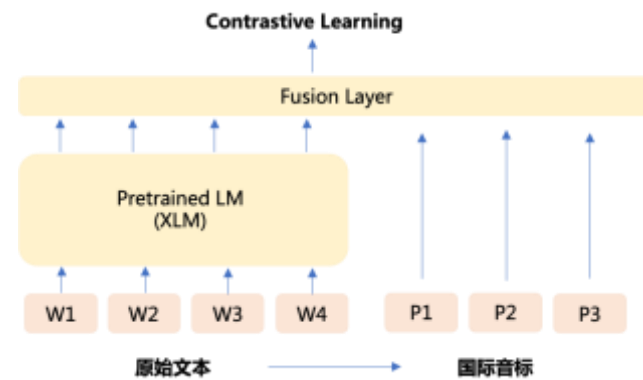 Contrastive Learning
Fusion Layer
Pretrained LM
(XLM)
W1 W2 W3 W4 P1 P2 P3
原始文本 国际音标